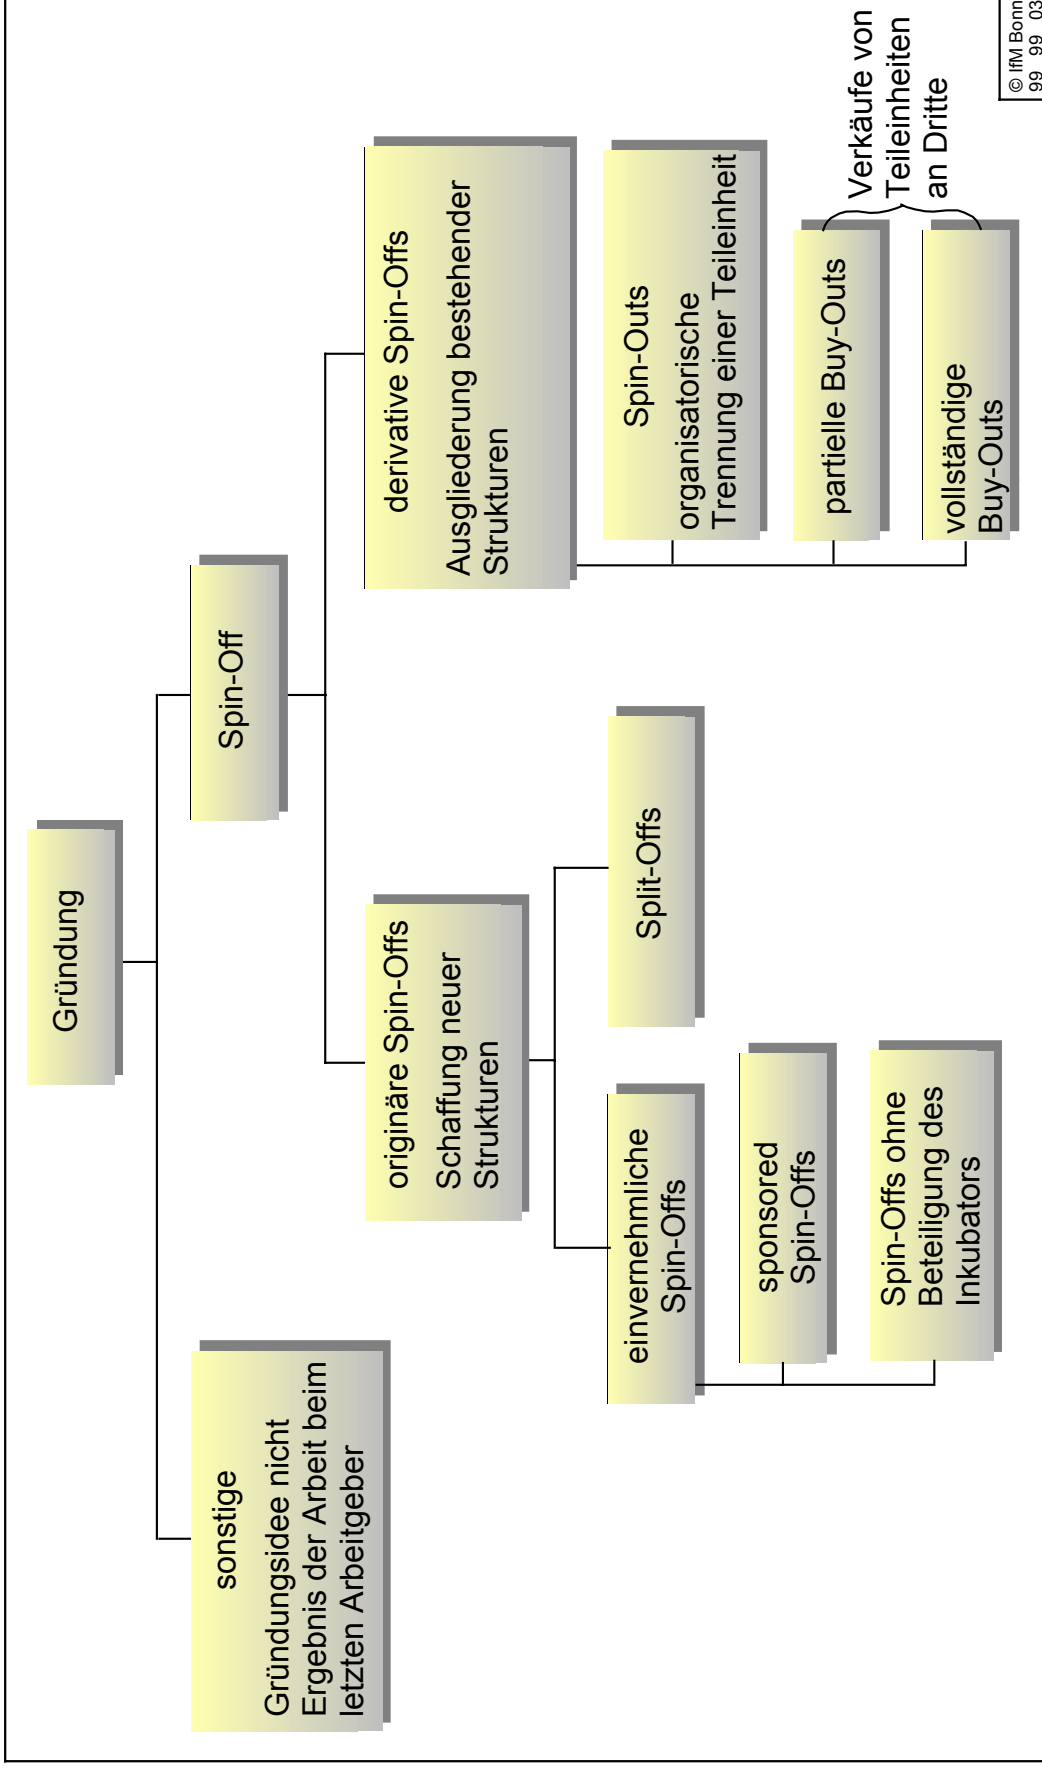 Gründung
sonstige
Gründungsidee nicht
Ergebnis der Arbeit beim
letzten Arbeitgeber
Spin-Off
originäre Spin-Offs
Schaffung neuer
Strukturen
derivative Spin-Offs
Ausgliederung bestehender
Strukturen
einvernehmliche
Spin-Offs
Split-Offs
sponsored
Spin-Offs
Spin-Offs ohne
Beteiligung des
Inkubators
Spin-Outs
organisatorische
Trennung einer Teileinheit
partielle Buy-Outs
vollständige
Buy-Outs
Verkäufe von
Teileinheiten
an Dritte
© IfM Bonn
99 99 03